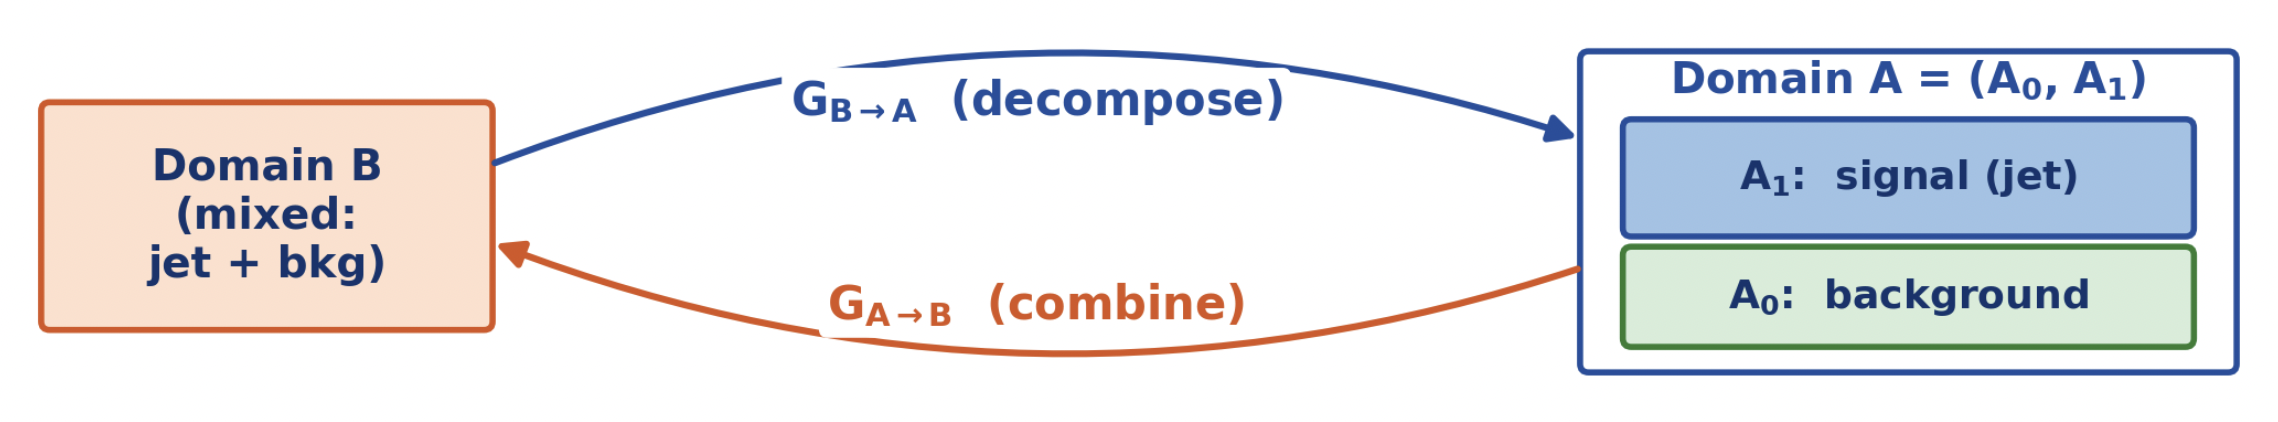 Domain B
(mixed:
jet + bkg)
G_{B→A} (decompose)
G_{A→B} (combine)
Domain A = (A₀, A₁)
A₁: signal (jet)
A₀: background